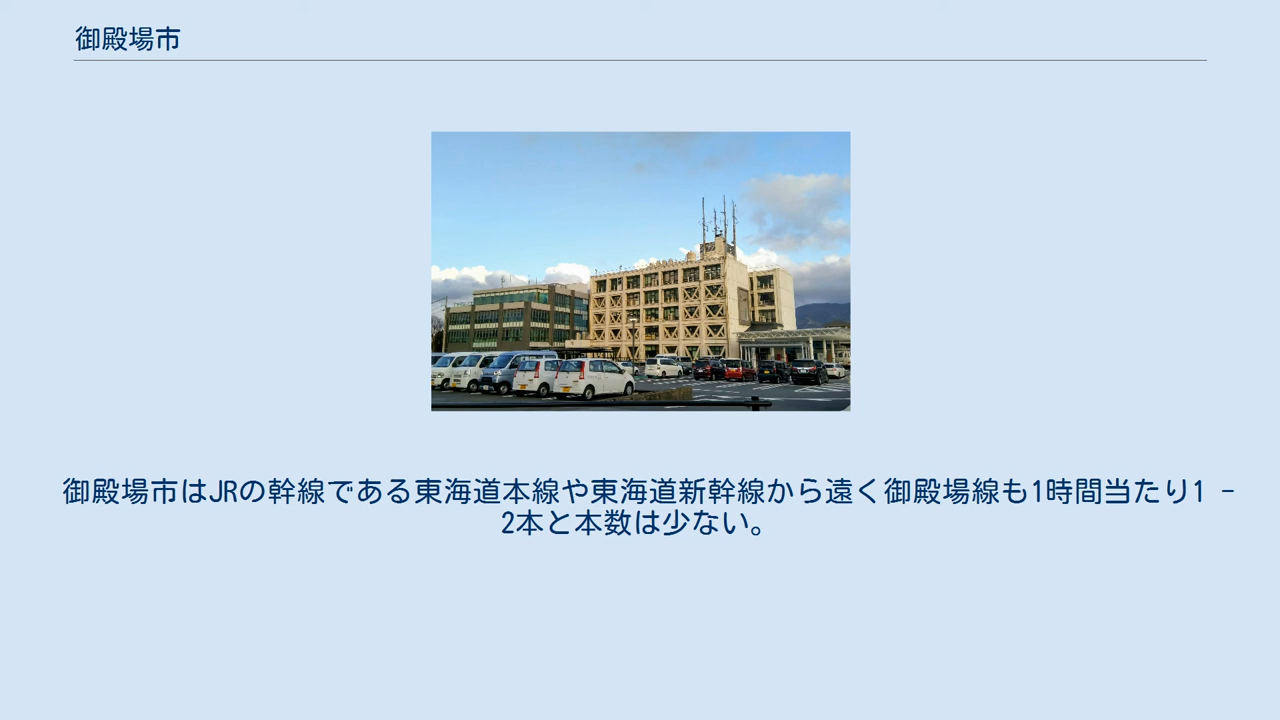 御殿場市
御殿場市はJRの幹線である東海道本線や東海道新幹線から遠く御殿場線も1時間当たり1 -
2本と本数は少ない。